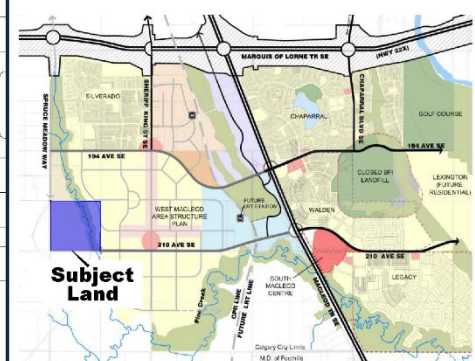 MARQUIS OF LORNE TR SE
(HWY 22X)
SPRUCE MEADOW WAY
SILVERADO
SHERIFF KING ST SE
CHAPARRAL
CHAPARRAL BLVD SE
GOLF COURSE
194 AVE SE
194 AVE SE
CLOSED BFI
LANDFILL
LEXINGTON
(FUTURE
RESIDENTIAL)
WEST MACLEOD
AREA STRUCTURE
PLAN
FUTURE
LRT STATION
WALDEN
210 AVE SE
210 AVE SE
Subject
Land
Pine Creek
CPR LINE
FUTURE LRT LINE
SOUTH
MACLEOD
CENTRE
MACLEOD TR SE
LEGACY
Calgary City Limits
M.D. of Foothills